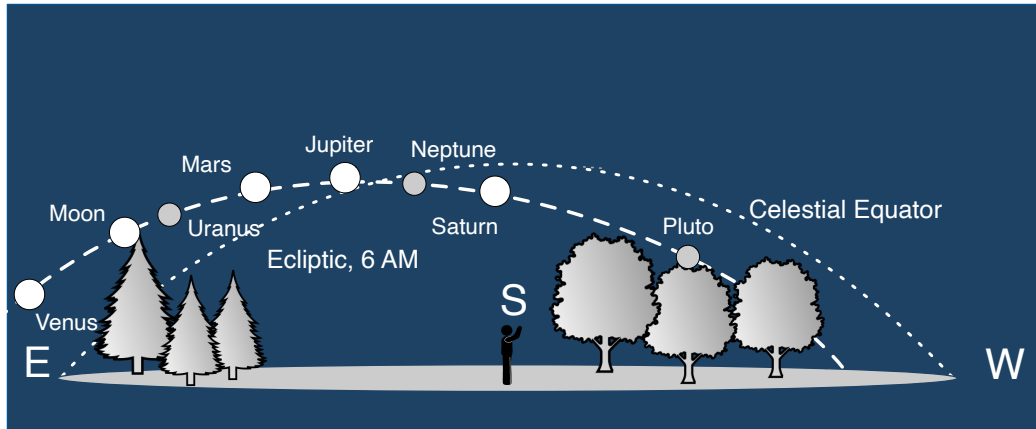 Jupiter
Neptune
Mars
Moon
Uranus
Saturn
Celestial Equator
Pluto
Ecliptic, 6 AM
S
Venus
E
W